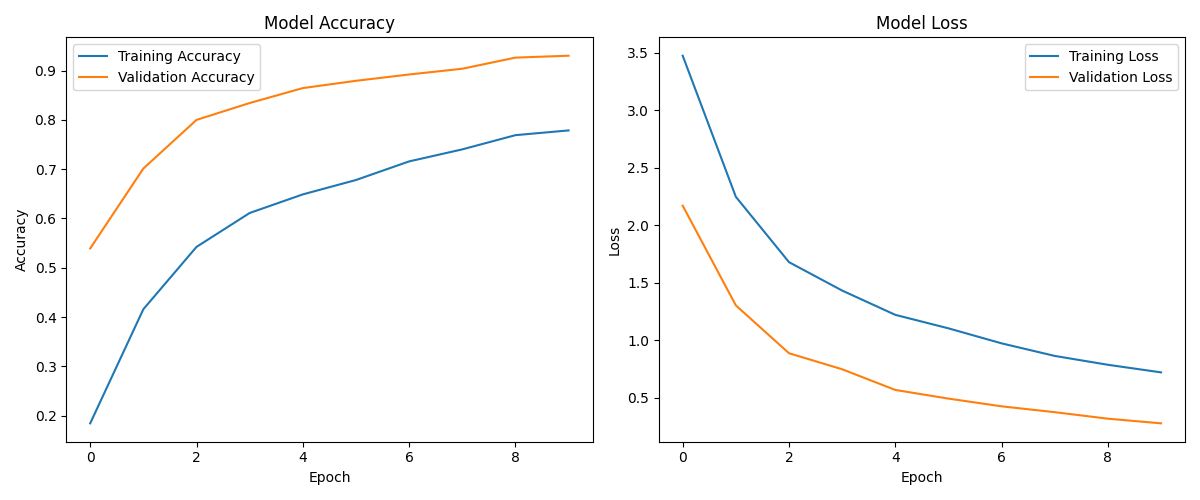 Model Accuracy
Training Accuracy
Validation Accuracy
0.9
0.8
0.7
0.6
0.5
0.4
0.3
0.2
Accuracy
0 2 4 6 8
Epoch
Model Loss
Training Loss
Validation Loss
3.5
3.0
2.5
2.0
1.5
1.0
0.5
Loss
0 2 4 6 8
Epoch